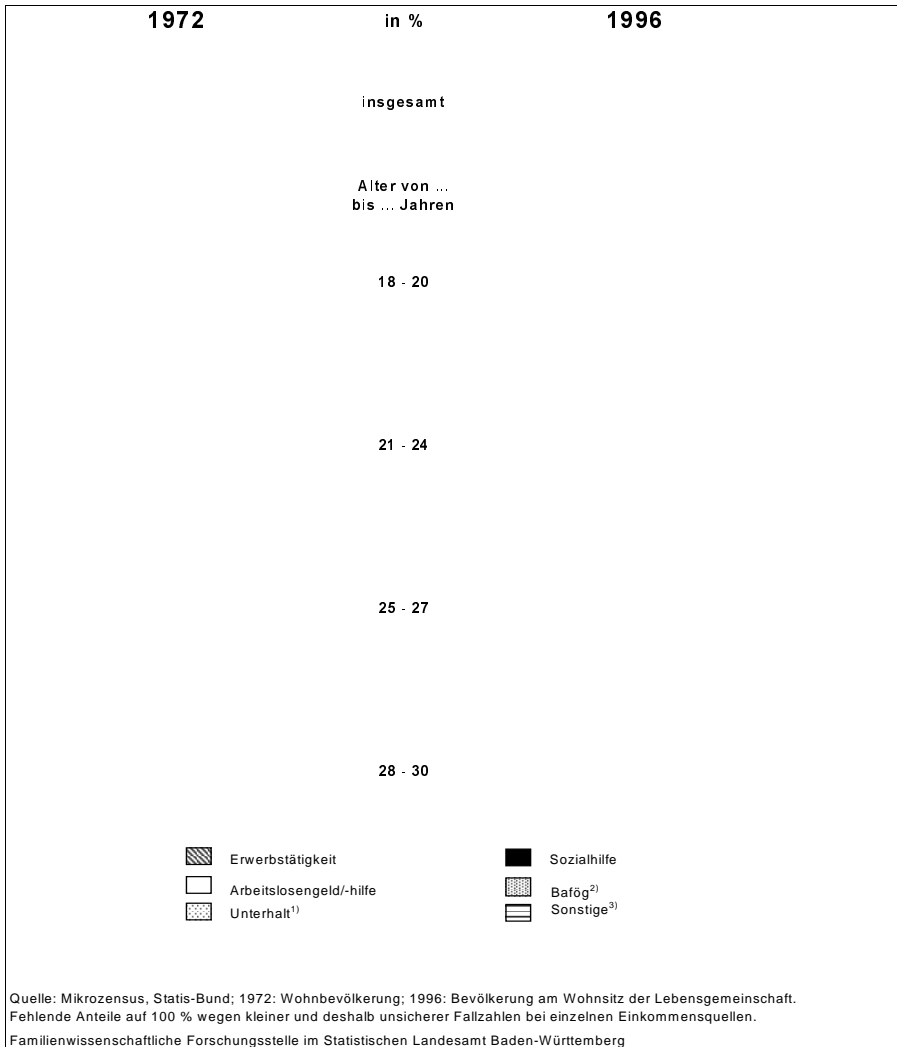 1972 in % 1996
insgesamt
Alter von ...
bis ... Jahren
18 - 20
21 - 24
25 - 27
28 - 30
Erwerbstätigkeit Sozialhilfe
Arbeitslosengeld/-hilfe Bafög2)
Unterhalt1) Sonstige3)
Quelle: Mikrozensus, Statis-Bund; 1972: Wohnbevölkerung; 1996: Bevölkerung am Wohnsitz der Lebensgemeinschaft.
Fehlende Anteile auf 100 % wegen kleiner und deshalb unsicherer Fallzahlen bei einzelnen Einkommensquellen.
Familienwissenschaftliche Forschungsstelle im Statistischen Landesamt Baden-Württemberg